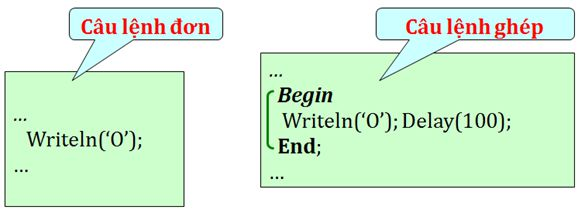 Câu lệnh đơn
...
Writeln(‘O’);
...
Câu lệnh ghép
...
Begin
Writeln(‘O’); Delay(100);
End;
...